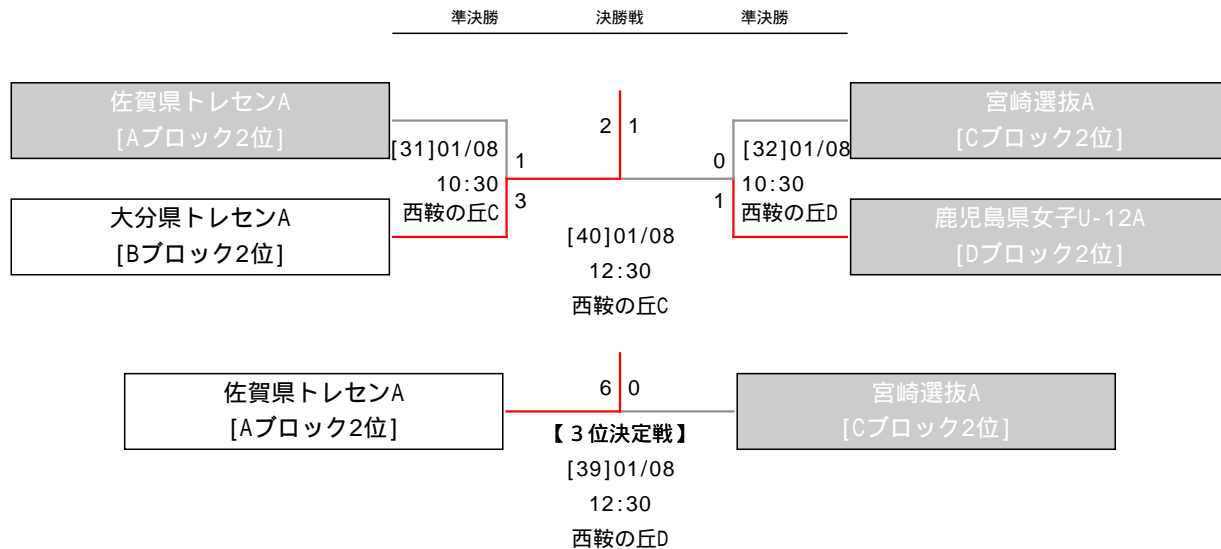 準決勝
決勝戦
準決勝
佐賀県トレセンA
[Aブロック2位]
大分県トレセンA
[Bブロック2位]
[31]01/08
10:30
西鞍の丘C
1
3
2
1
[40]01/08
12:30
西鞍の丘C
0
1
[32]01/08
10:30
西鞍の丘D
宮崎選抜A
[Cブロック2位]
鹿児島県女子U-12A
[Dブロック2位]
佐賀県トレセンA
[Aブロック2位]
6
0
【３位決定戦】
[39]01/08
12:30
西鞍の丘D
宮崎選抜A
[Cブロック2位]